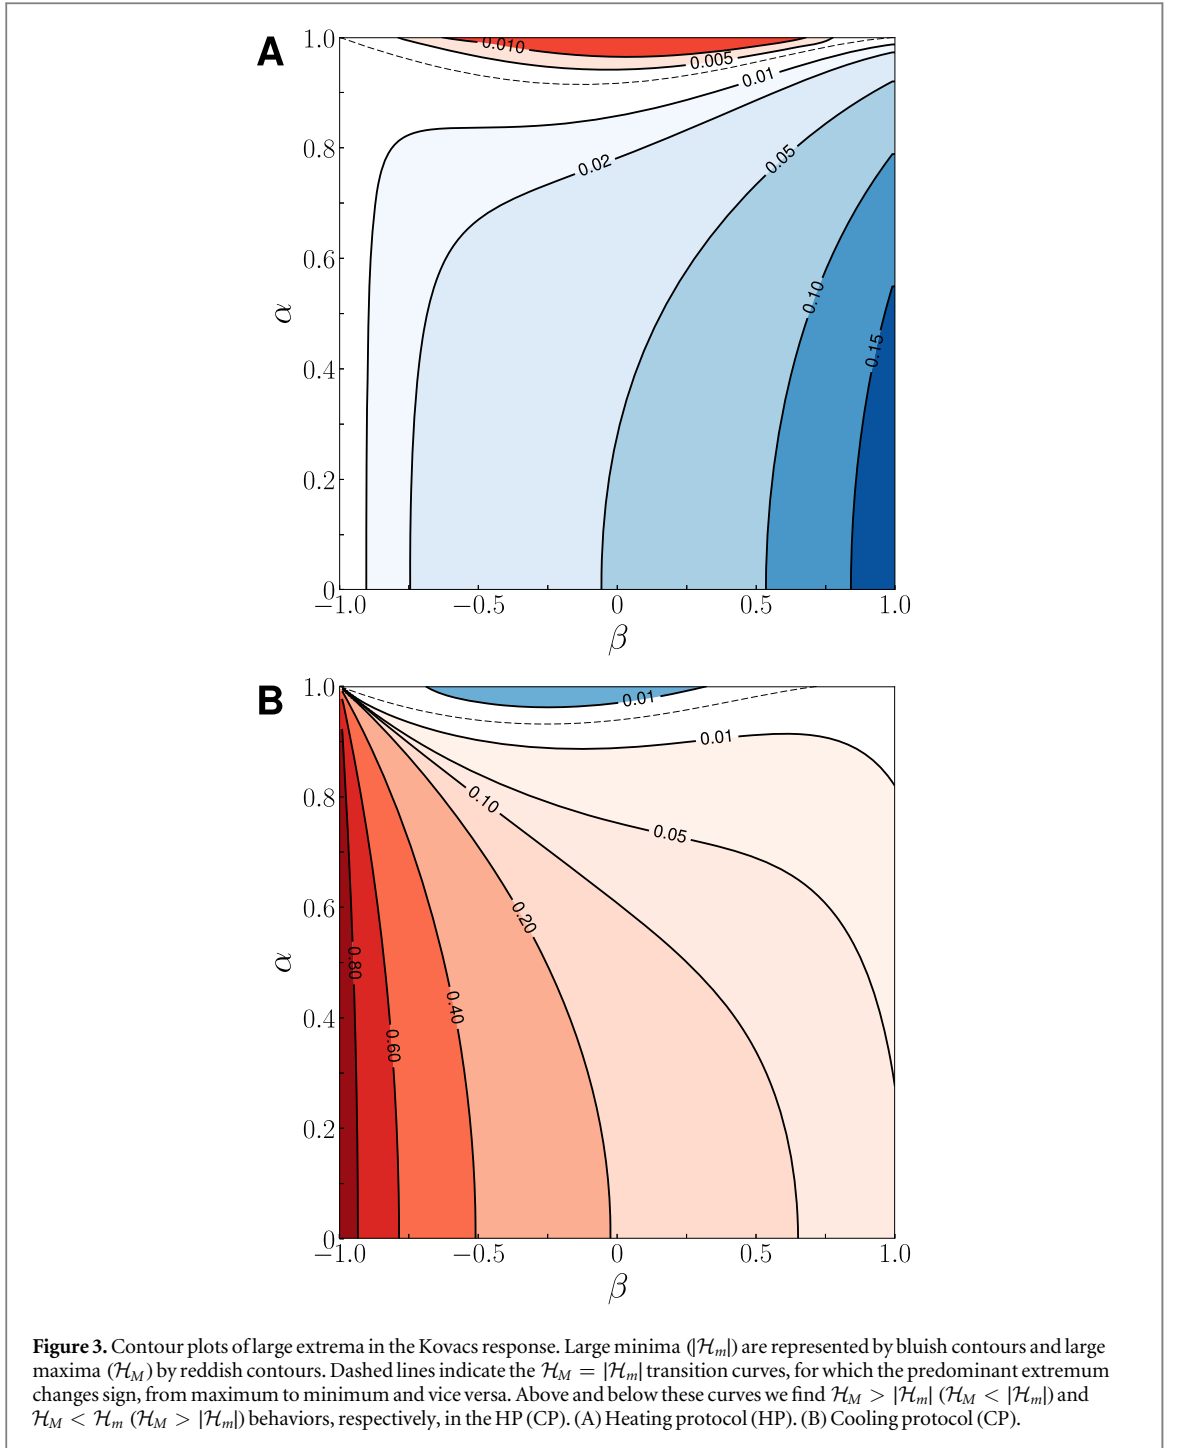 A
1.0
0.010
0.005
0.01
0.8
0.02
0.05
0.6
α
0.10
0.4
0.15
0.2
0
−1.0 −0.5 0 0.5 1.0
β
B
1.0
0.01
0.01
0.8
0.10
0.05
0.6
0.20
α
0.80
0.4
0.40
0.60
0.2
0
−1.0 −0.5 0 0.5 1.0
β
Figure 3. Contour plots of large extrema in the Kovacs response. Large minima (|ℋₘ|) are represented by bluish contours and large
maxima (ℋ_M) by reddish contours. Dashed lines indicate the ℋ_M = |ℋₘ| transition curves, for which the predominant extremum
changes sign, from maximum to minimum and vice versa. Above and below these curves we find ℋ_M > |ℋₘ| (ℋ_M < |ℋₘ|) and
ℋ_M < ℋₘ (ℋ_M > |ℋₘ|) behaviors, respectively, in the HP (CP). (A) Heating protocol (HP). (B) Cooling protocol (CP).